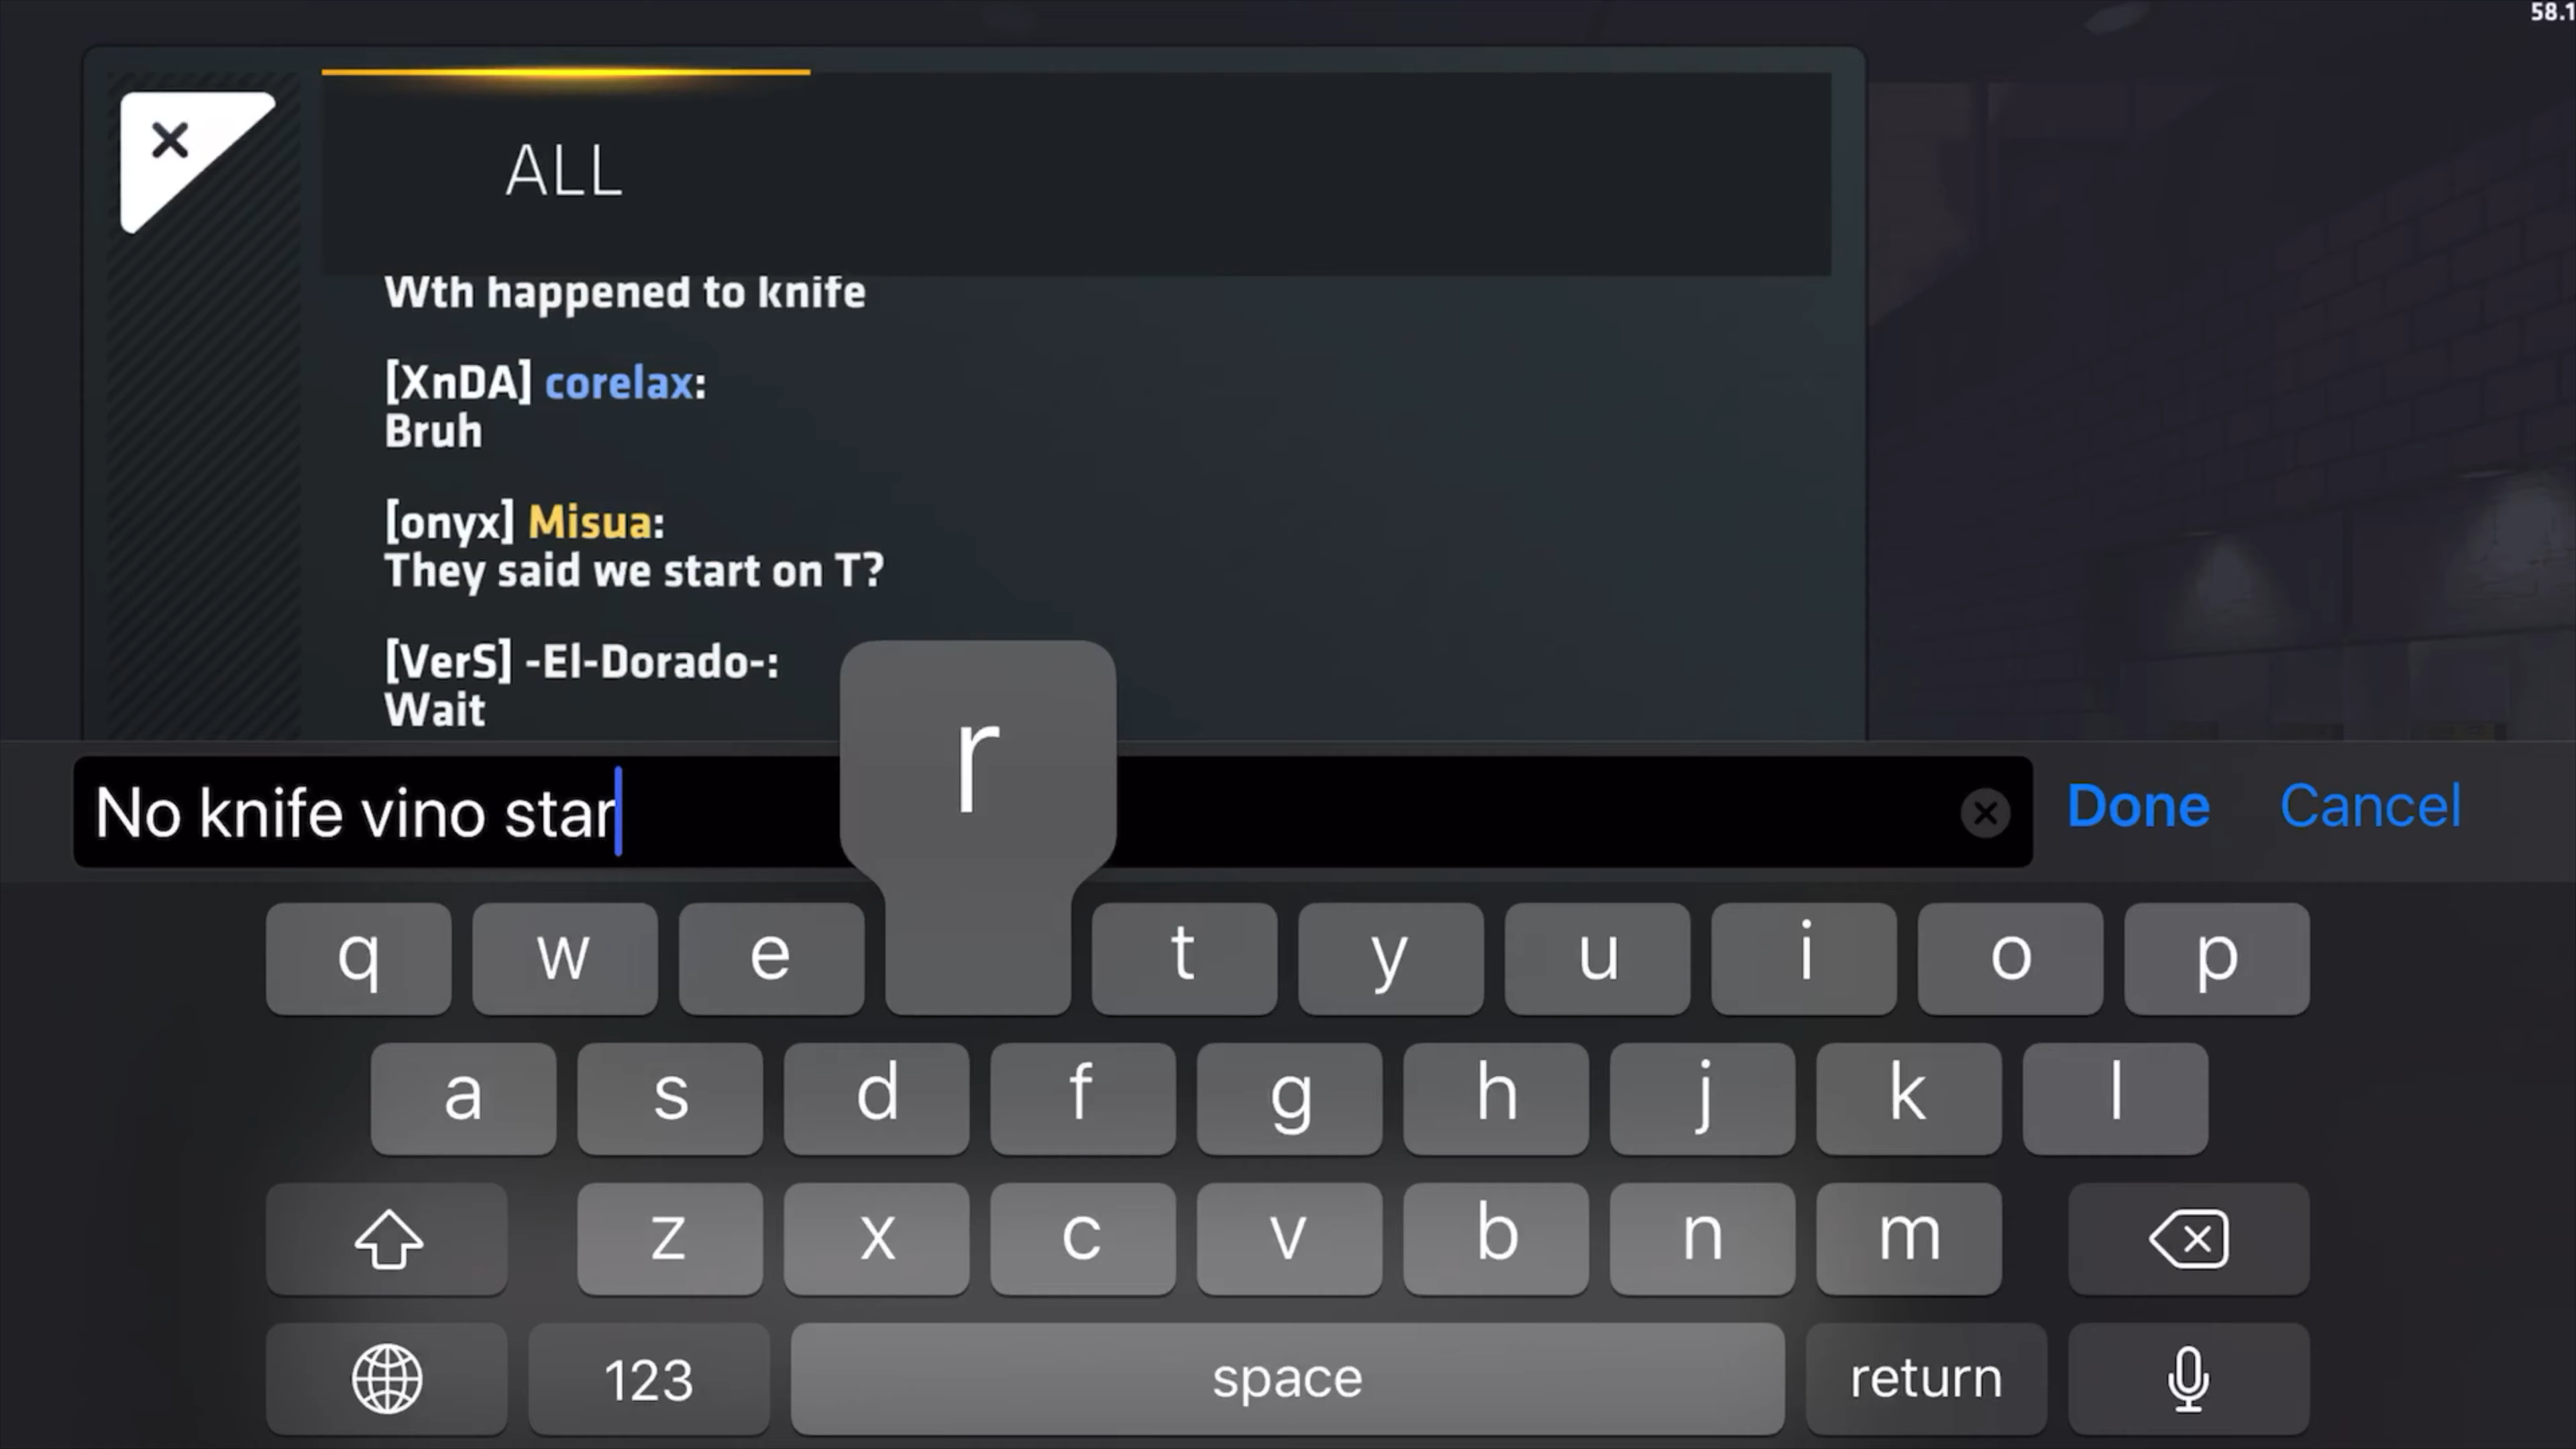 58.1
ALL
Wth happened to knife
[XnDA] corelax:
Bruh
[onyx] Misua:
They said we start on T?
[VerS] -El-Dorado-:
Wait
r
No knife vino star
Done Cancel
q w e t y u i o p
a s d f g h j k l
z x c v b n m
123 space return